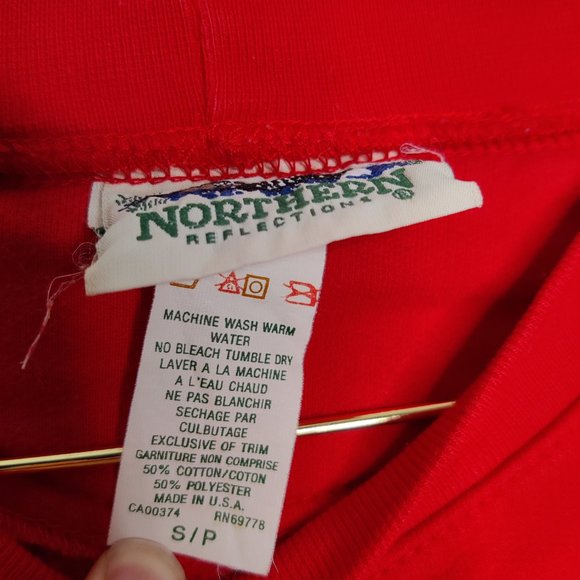 NORTHERN®
REFLECTIONS
MACHINE WASH WARM
WATER
NO BLEACH TUMBLE DRY
LAVER A LA MACHINE
A L'EAU CHAUD
NE PAS BLANCHIR
SECHAGE PAR
CULBUTAGE
EXCLUSIVE OF TRIM
GARNITURE NON COMPRISE
50% COTTON/COTON
50% POLYESTER
MADE IN U.S.A.
CA00374 RN69778
S/P